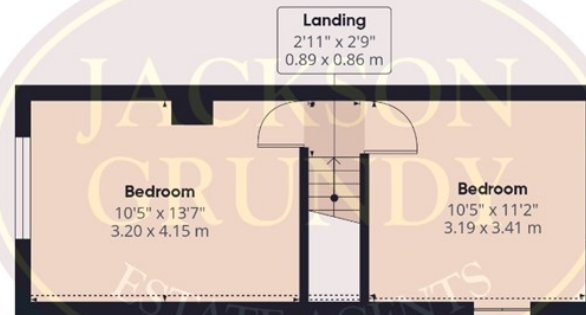 Landing
2'11" x 2'9"
0.89 x 0.86 m
JACKSON
GRUNDY
Bedroom
10'5" x 13'7"
3.20 x 4.15 m
Bedroom
10'5" x 11'2"
3.19 x 3.41 m
ESTATE AGENTS